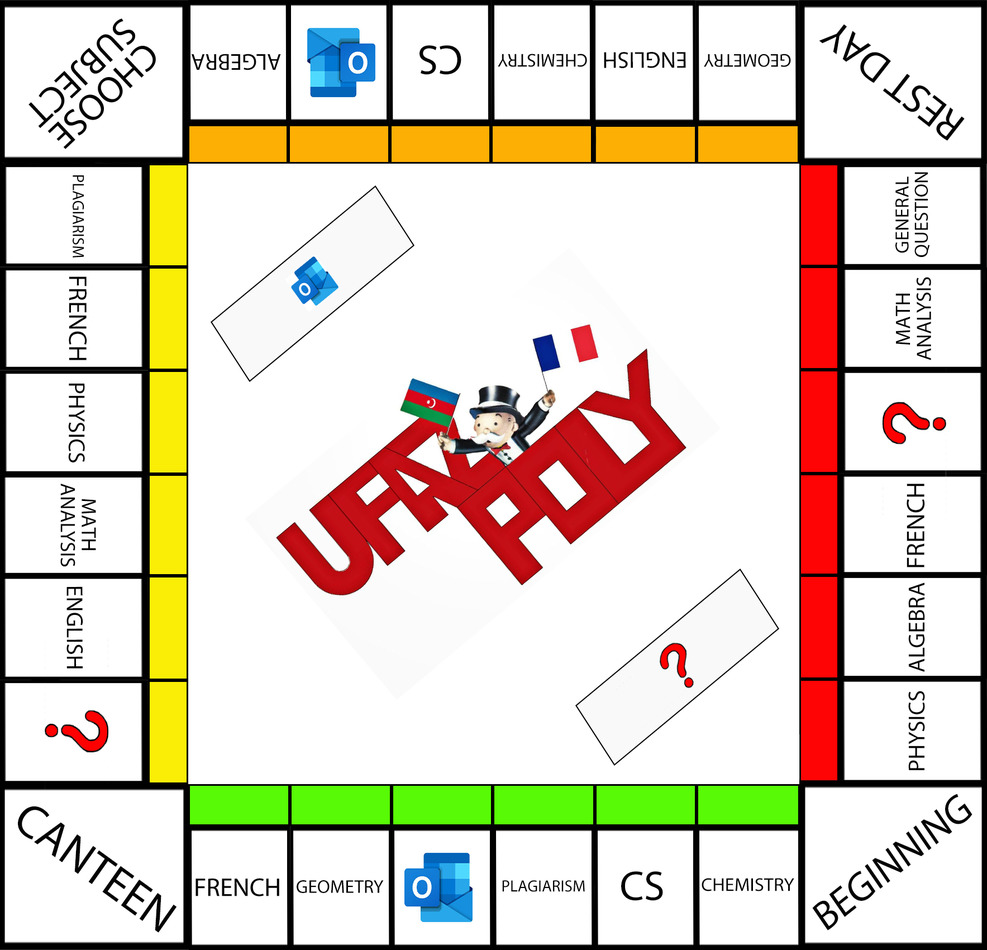 CHOOSE
SUBJECT
ALGEBRA
O
CS
CHEMISTRY
ENGLISH
GEOMETRY
REST DAY
PLAGIARISM
FRENCH
PHYSICS
MATH
ANALYSIS
ENGLISH
?
O
UFAZ
POLY
?
GENERAL
QUESTION
MATH
ANALYSIS
?
FRENCH
ALGEBRA
PHYSICS
CANTEEN
FRENCH
GEOMETRY
O
PLAGIARISM
CS
CHEMISTRY
BEGINNING